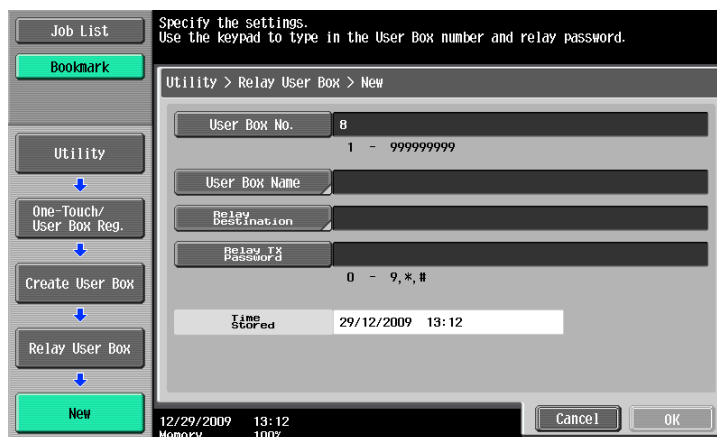 Job List
Bookmark
Utility
One-Touch/
User Box Reg.
Create User Box
Relay User Box
New
Specify the settings.
Use the keypad to type in the User Box number and relay password.
Utility > Relay User Box > New
User Box No.
8
1 - 999999999
User Box Name
Relay
Destination
Relay TX
Password
0 - 9,*,#
Time
Stored
29/12/2009 13:12
12/29/2009 13:12
Memory 100%
Cancel
OK